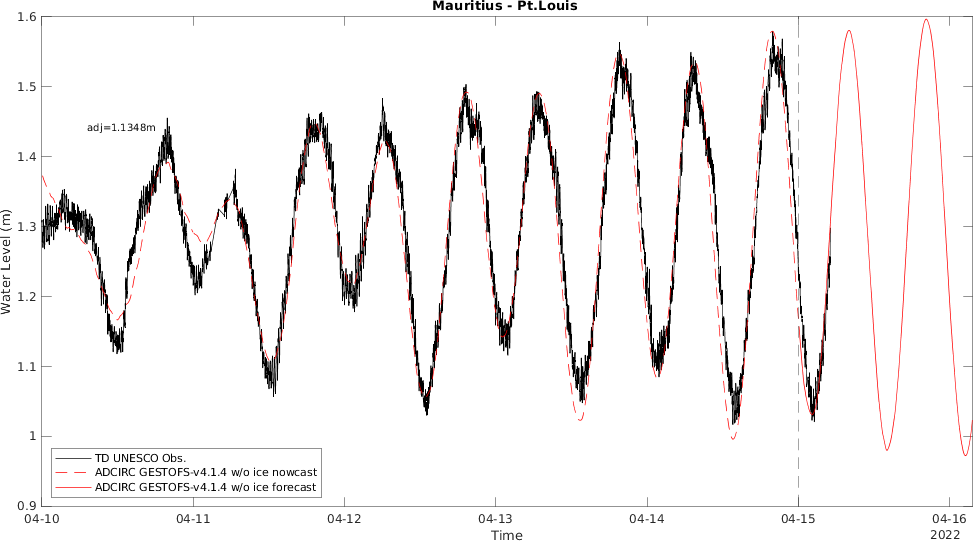 Mauritius - Pt.Louis
1.6
1.5
1.4
1.3
1.2
1.1
1
0.9
Water Level (m)
adj=1.1348m
TD UNESCO Obs.
ADCIRC GESTOFS-v4.1.4 w/o ice nowcast
ADCIRC GESTOFS-v4.1.4 w/o ice forecast
04-10 04-11 04-12 04-13 04-14 04-15 04-16
Time
2022